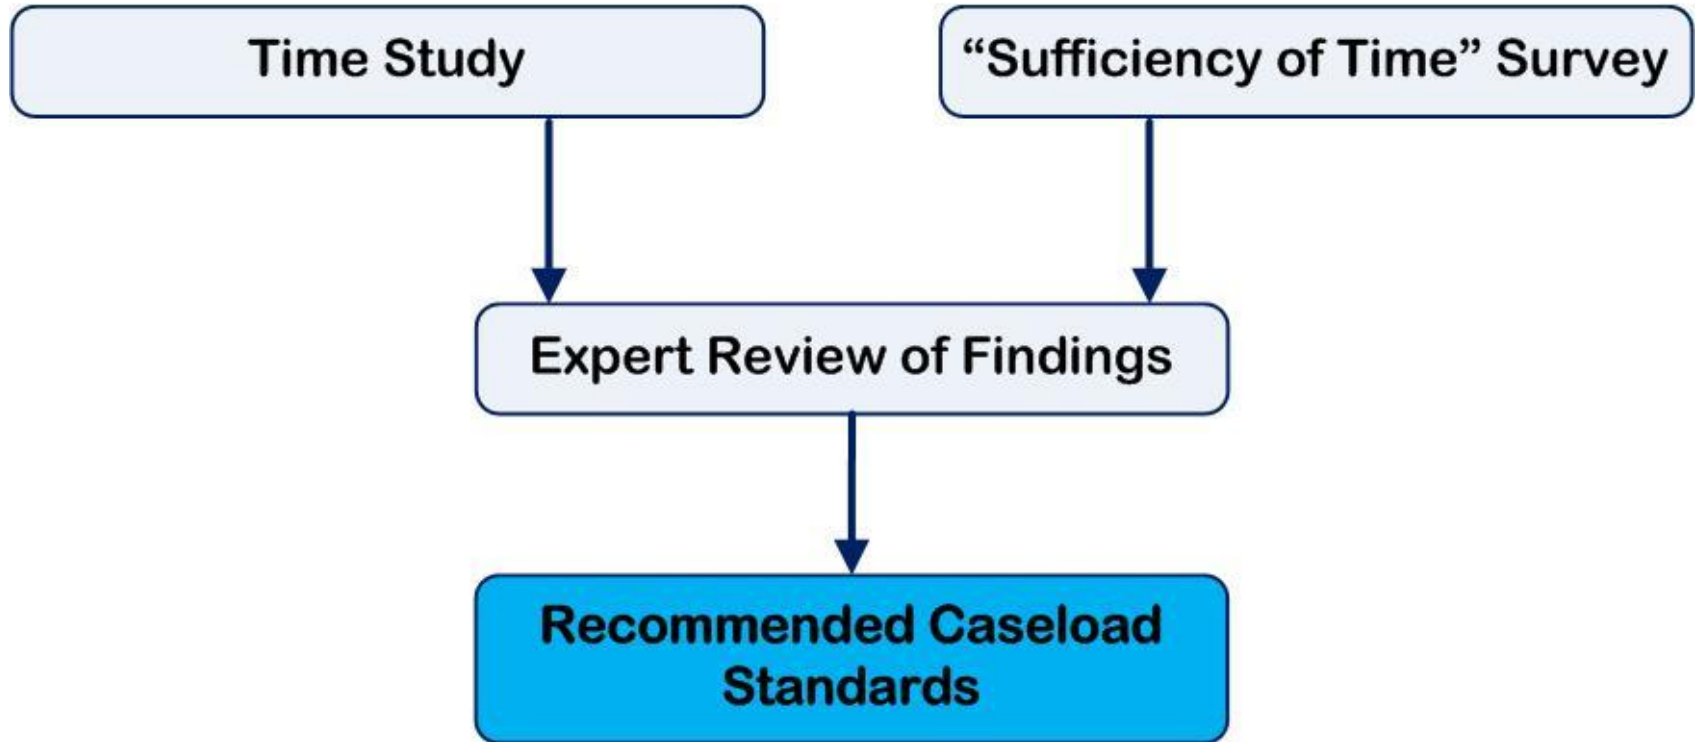 Time Study
“Sufficiency of Time” Survey
Expert Review of Findings
Recommended Caseload
Standards